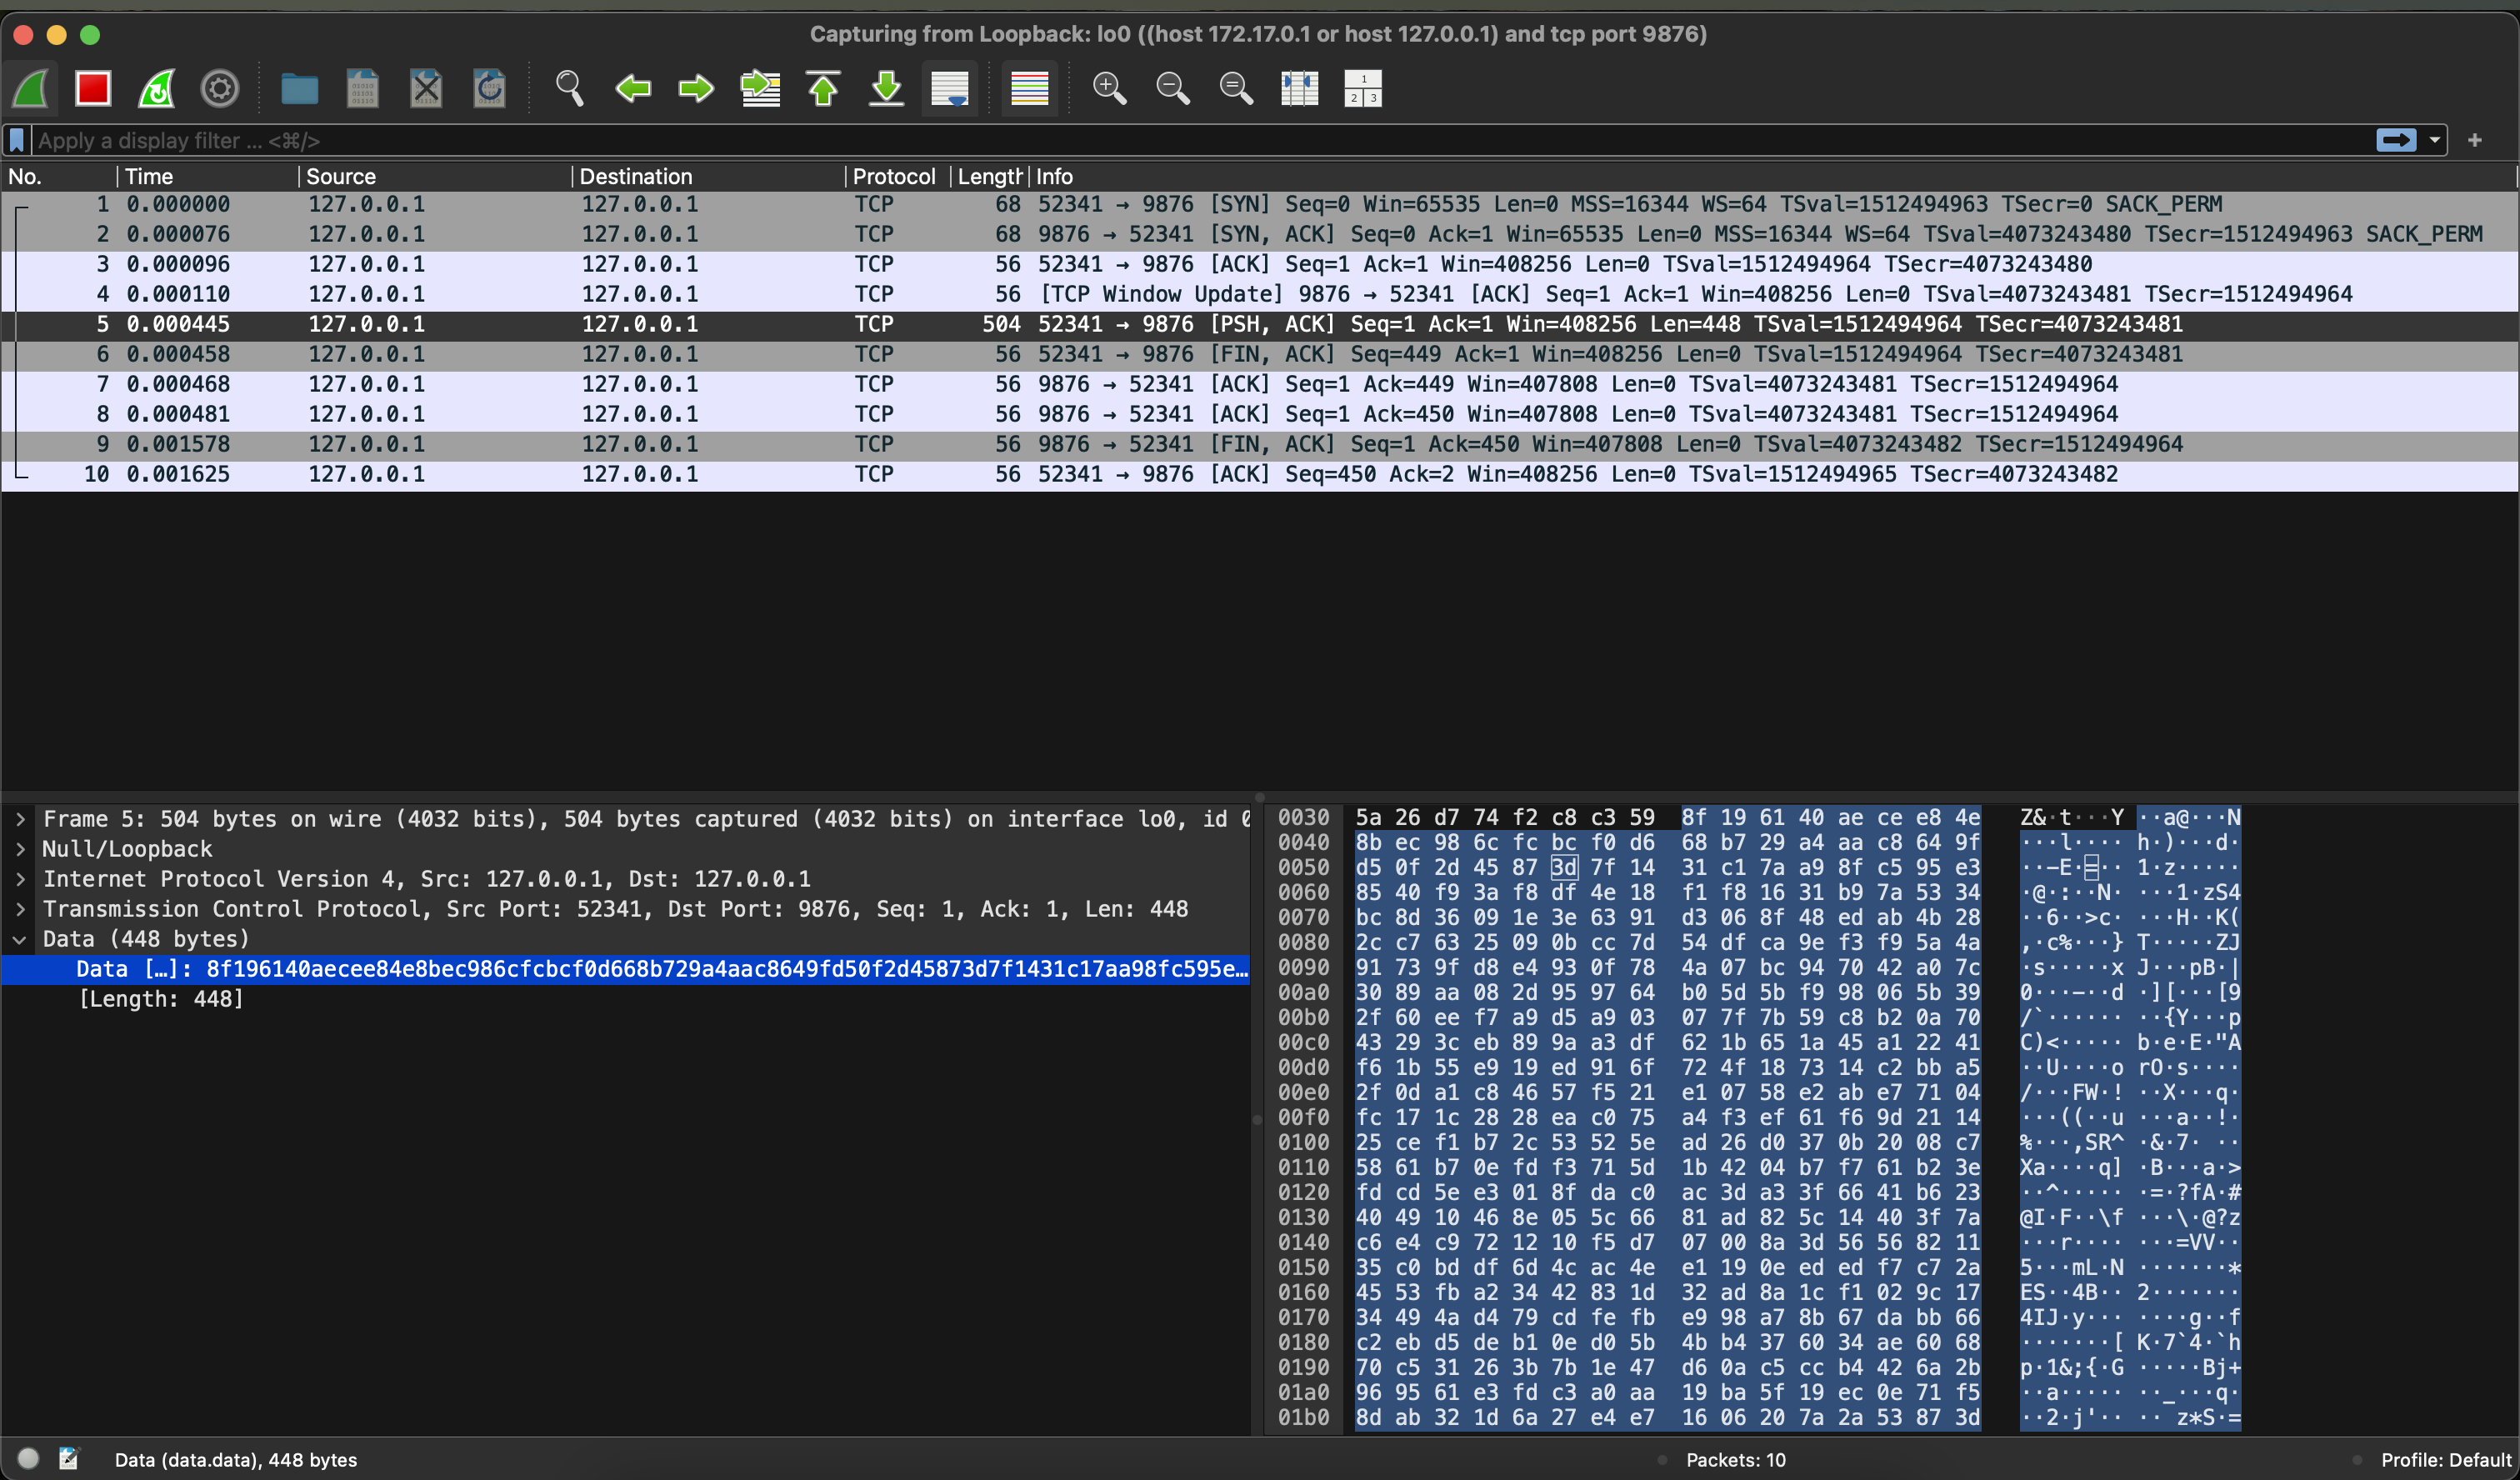 Capturing from Loopback: lo0 ((host 172.17.0.1 or host 127.0.0.1) and tcp port 9876)
Apply a display filter ... <⌘/>
No. Time Source Destination Protocol Length Info
1 0.000000 127.0.0.1 127.0.0.1 TCP 68 52341 → 9876 [SYN] Seq=0 Win=65535 Len=0 MSS=16344 WS=64 TSval=1512494963 TSecr=0 SACK_PERM
2 0.000076 127.0.0.1 127.0.0.1 TCP 68 9876 → 52341 [SYN, ACK] Seq=0 Ack=1 Win=65535 Len=0 MSS=16344 WS=64 TSval=4073243480 TSecr=1512494963 SACK_PERM
3 0.000096 127.0.0.1 127.0.0.1 TCP 56 52341 → 9876 [ACK] Seq=1 Ack=1 Win=408256 Len=0 TSval=1512494964 TSecr=4073243480
4 0.000110 127.0.0.1 127.0.0.1 TCP 56 [TCP Window Update] 9876 → 52341 [ACK] Seq=1 Ack=1 Win=408256 Len=0 TSval=4073243481 TSecr=1512494964
5 0.000445 127.0.0.1 127.0.0.1 TCP 504 52341 → 9876 [PSH, ACK] Seq=1 Ack=1 Win=408256 Len=448 TSval=1512494964 TSecr=4073243481
6 0.000458 127.0.0.1 127.0.0.1 TCP 56 52341 → 9876 [FIN, ACK] Seq=449 Ack=1 Win=408256 Len=0 TSval=1512494964 TSecr=4073243481
7 0.000468 127.0.0.1 127.0.0.1 TCP 56 9876 → 52341 [ACK] Seq=1 Ack=449 Win=407808 Len=0 TSval=4073243481 TSecr=1512494964
8 0.000481 127.0.0.1 127.0.0.1 TCP 56 9876 → 52341 [ACK] Seq=1 Ack=450 Win=407808 Len=0 TSval=4073243481 TSecr=1512494964
9 0.001578 127.0.0.1 127.0.0.1 TCP 56 9876 → 52341 [FIN, ACK] Seq=1 Ack=450 Win=407808 Len=0 TSval=4073243482 TSecr=1512494964
10 0.001625 127.0.0.1 127.0.0.1 TCP 56 52341 → 9876 [ACK] Seq=450 Ack=2 Win=408256 Len=0 TSval=1512494965 TSecr=4073243482
Frame 5: 504 bytes on wire (4032 bits), 504 bytes captured (4032 bits) on interface lo0, id 0
Null/Loopback
Internet Protocol Version 4, Src: 127.0.0.1, Dst: 127.0.0.1
Transmission Control Protocol, Src Port: 52341, Dst Port: 9876, Seq: 1, Ack: 1, Len: 448
Data (448 bytes)
Data […]: 8f196140aecee84e8bec986cfcbcf0d668b729a4aac8649fd50f2d45873d7f1431c17aa98fc595e…
[Length: 448]
0030 5a 26 d7 74 f2 c8 c3 59 8f 19 61 40 ae ce e8 4e Z&·t···Y ··a@···N
0040 8b ec 98 6c fc bc f0 d6 68 b7 29 a4 aa c8 64 9f ···l···· h·)···d·
0050 d5 0f 2d 45 87 3d 7f 14 31 c1 7a a9 8f c5 95 e3 ··-E·=·· 1·z·····
0060 85 40 f9 3a f8 df 4e 18 f1 f8 16 31 b9 7a 53 34 ·@·:··N· ···1·zS4
0070 bc 8d 36 09 1e 3e 63 91 d3 06 8f 48 ed ab 4b 28 ··6··>c· ···H··K(
0080 2c c7 63 25 09 0b cc 7d 54 df ca 9e f3 f9 5a 4a ,·c%···} T·····ZJ
0090 91 73 9f d8 e4 93 0f 78 4a 07 bc 94 70 42 a0 7c ·s·····x J···pB·|
00a0 30 89 aa 08 2d 95 97 64 b0 5d 5b f9 98 06 5b 39 0···-··d ·][···[9
00b0 2f 60 ee f7 a9 d5 a9 03 07 7f 7b 59 c8 b2 0a 70 /`······ ··{Y···p
00c0 43 29 3c eb 89 9a a3 df 62 1b 65 1a 45 a1 22 41 C)<····· b·e·E·"A
00d0 f6 1b 55 e9 19 ed 91 6f 72 4f 18 73 14 c2 bb a5 ··U····o rO·s····
00e0 2f 0d a1 c8 46 57 f5 21 e1 07 58 e2 ab e7 71 04 /···FW·! ··X···q·
00f0 fc 17 1c 28 28 ea c0 75 a4 f3 ef 61 f6 9d 21 14 ···((··u ···a··!·
0100 25 ce f1 b7 2c 53 52 5e ad 26 d0 37 0b 20 08 c7 %···,SR^ ·&·7· ··
0110 58 61 b7 0e fd f3 71 5d 1b 42 04 b7 f7 61 b2 3e Xa····q] ·B···a·>
0120 fd cd 5e e3 01 8f da c0 ac 3d a3 3f 66 41 b6 23 ··^····· ·=·?fA·#
0130 40 49 10 46 8e 05 5c 66 81 ad 82 5c 14 40 3f 7a @I·F··\f ···\·@?z
0140 c6 e4 c9 72 12 10 f5 d7 07 00 8a 3d 56 56 82 11 ···r···· ···=VV··
0150 35 c0 bd df 6d 4c ac 4e e1 19 0e ed ed f7 c7 2a 5···mL·N ·······*
0160 45 53 fb a2 34 42 83 1d 32 ad 8a 1c f1 02 9c 17 ES··4B·· 2·······
0170 34 49 4a d4 79 cd fe fb e9 98 a7 8b 67 da bb 66 4IJ·y··· ····g··f
0180 c2 eb d5 de b1 0e d0 5b 4b b4 37 60 34 ae 60 68 ·······[ K·7`4·`h
0190 70 c5 31 26 3b 7b 1e 47 d6 0a c5 cc b4 42 6a 2b p·1&;{·G ·····Bj+
01a0 96 95 61 e3 fd c3 a0 aa 19 ba 5f 19 ec 0e 71 f5 ··a····· ··_···q·
01b0 8d ab 32 1d 6a 27 e4 e7 16 06 20 7a 2a 53 87 3d ··2·j'·· ·· z*S·=
Data (data.data), 448 bytes
Packets: 10
Profile: Default